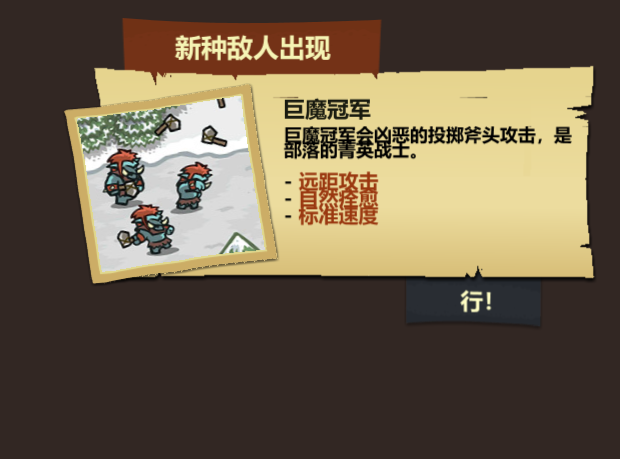 新种敌人出现
巨魔冠军
巨魔冠军会凶恶的投掷斧头攻击，是
部落的菁英战士。
- 远距攻击
- 自然痊愈
- 标准速度
行！